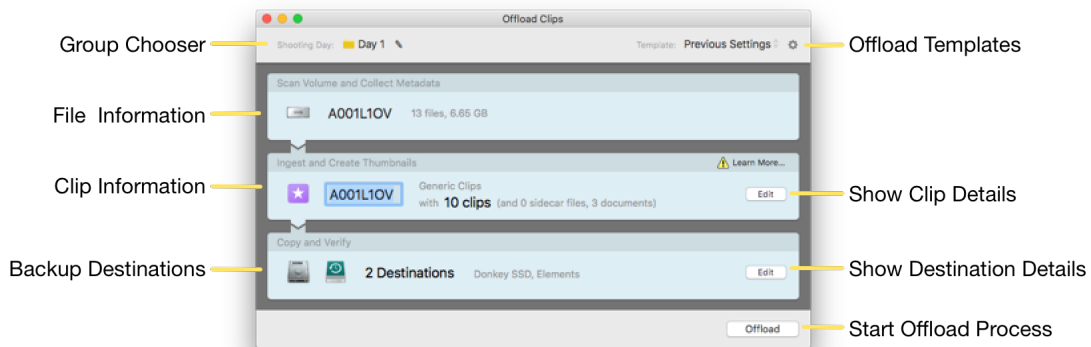 Offload Clips
Group Chooser
Shooting Day: Day 1
Template: Previous Settings
Offload Templates
Scan Volume and Collect Metadata
File Information
A001L1OV 13 files, 6.65 GB
Ingest and Create Thumbnails
Learn More...
Clip Information
A001L1OV
Generic Clips
with 10 clips (and 0 sidecar files, 3 documents)
Edit
Show Clip Details
Copy and Verify
Backup Destinations
2 Destinations Donkey SSD, Elements
Edit
Show Destination Details
Offload
Start Offload Process